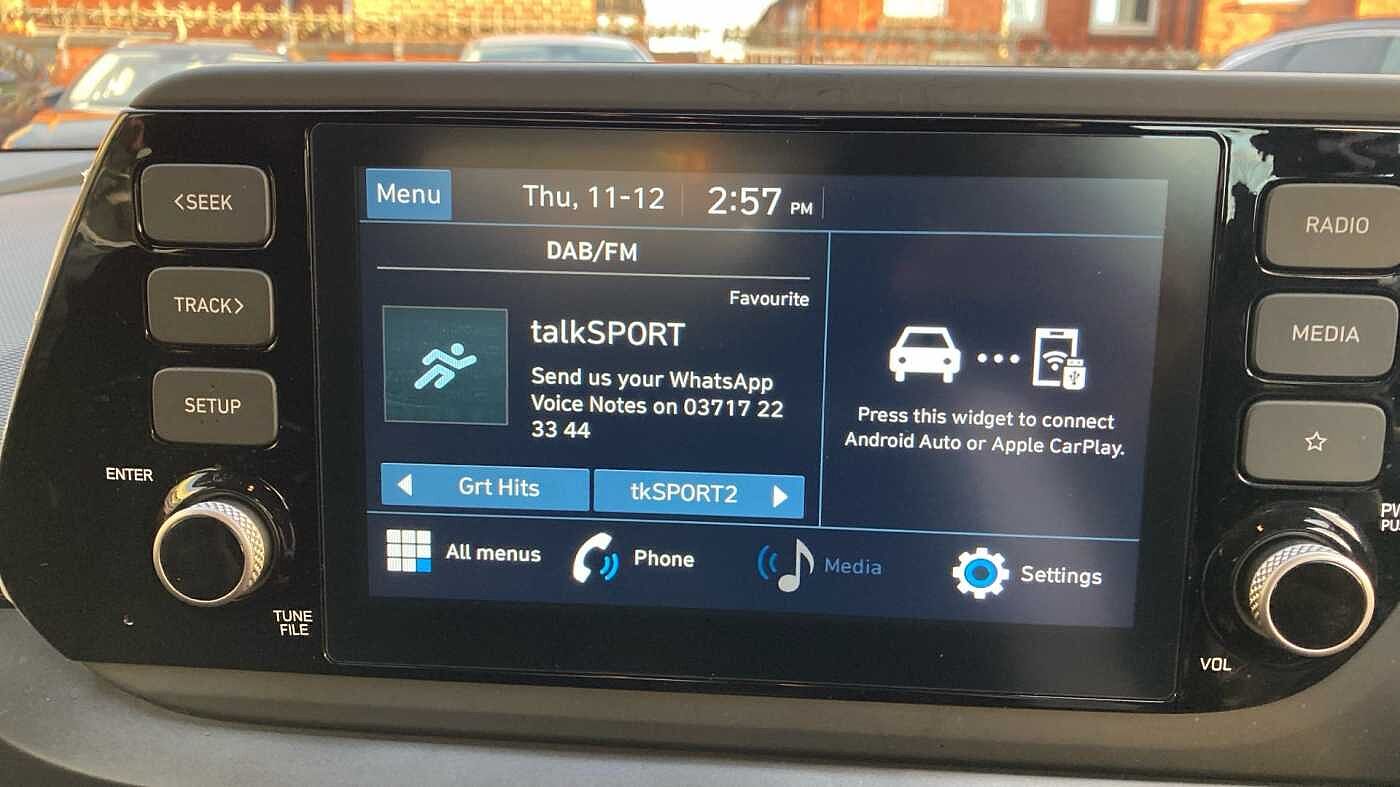 <SEEK
TRACK>
SETUP
ENTER
TUNE
FILE
Menu
Thu, 11-12
2:57 PM
DAB/FM
Favourite
talkSPORT
Send us your WhatsApp
Voice Notes on 03717 22
33 44
Grt Hits
tkSPORT2
Press this widget to connect
Android Auto or Apple CarPlay.
All menus
Phone
Media
Settings
RADIO
MEDIA
VOL